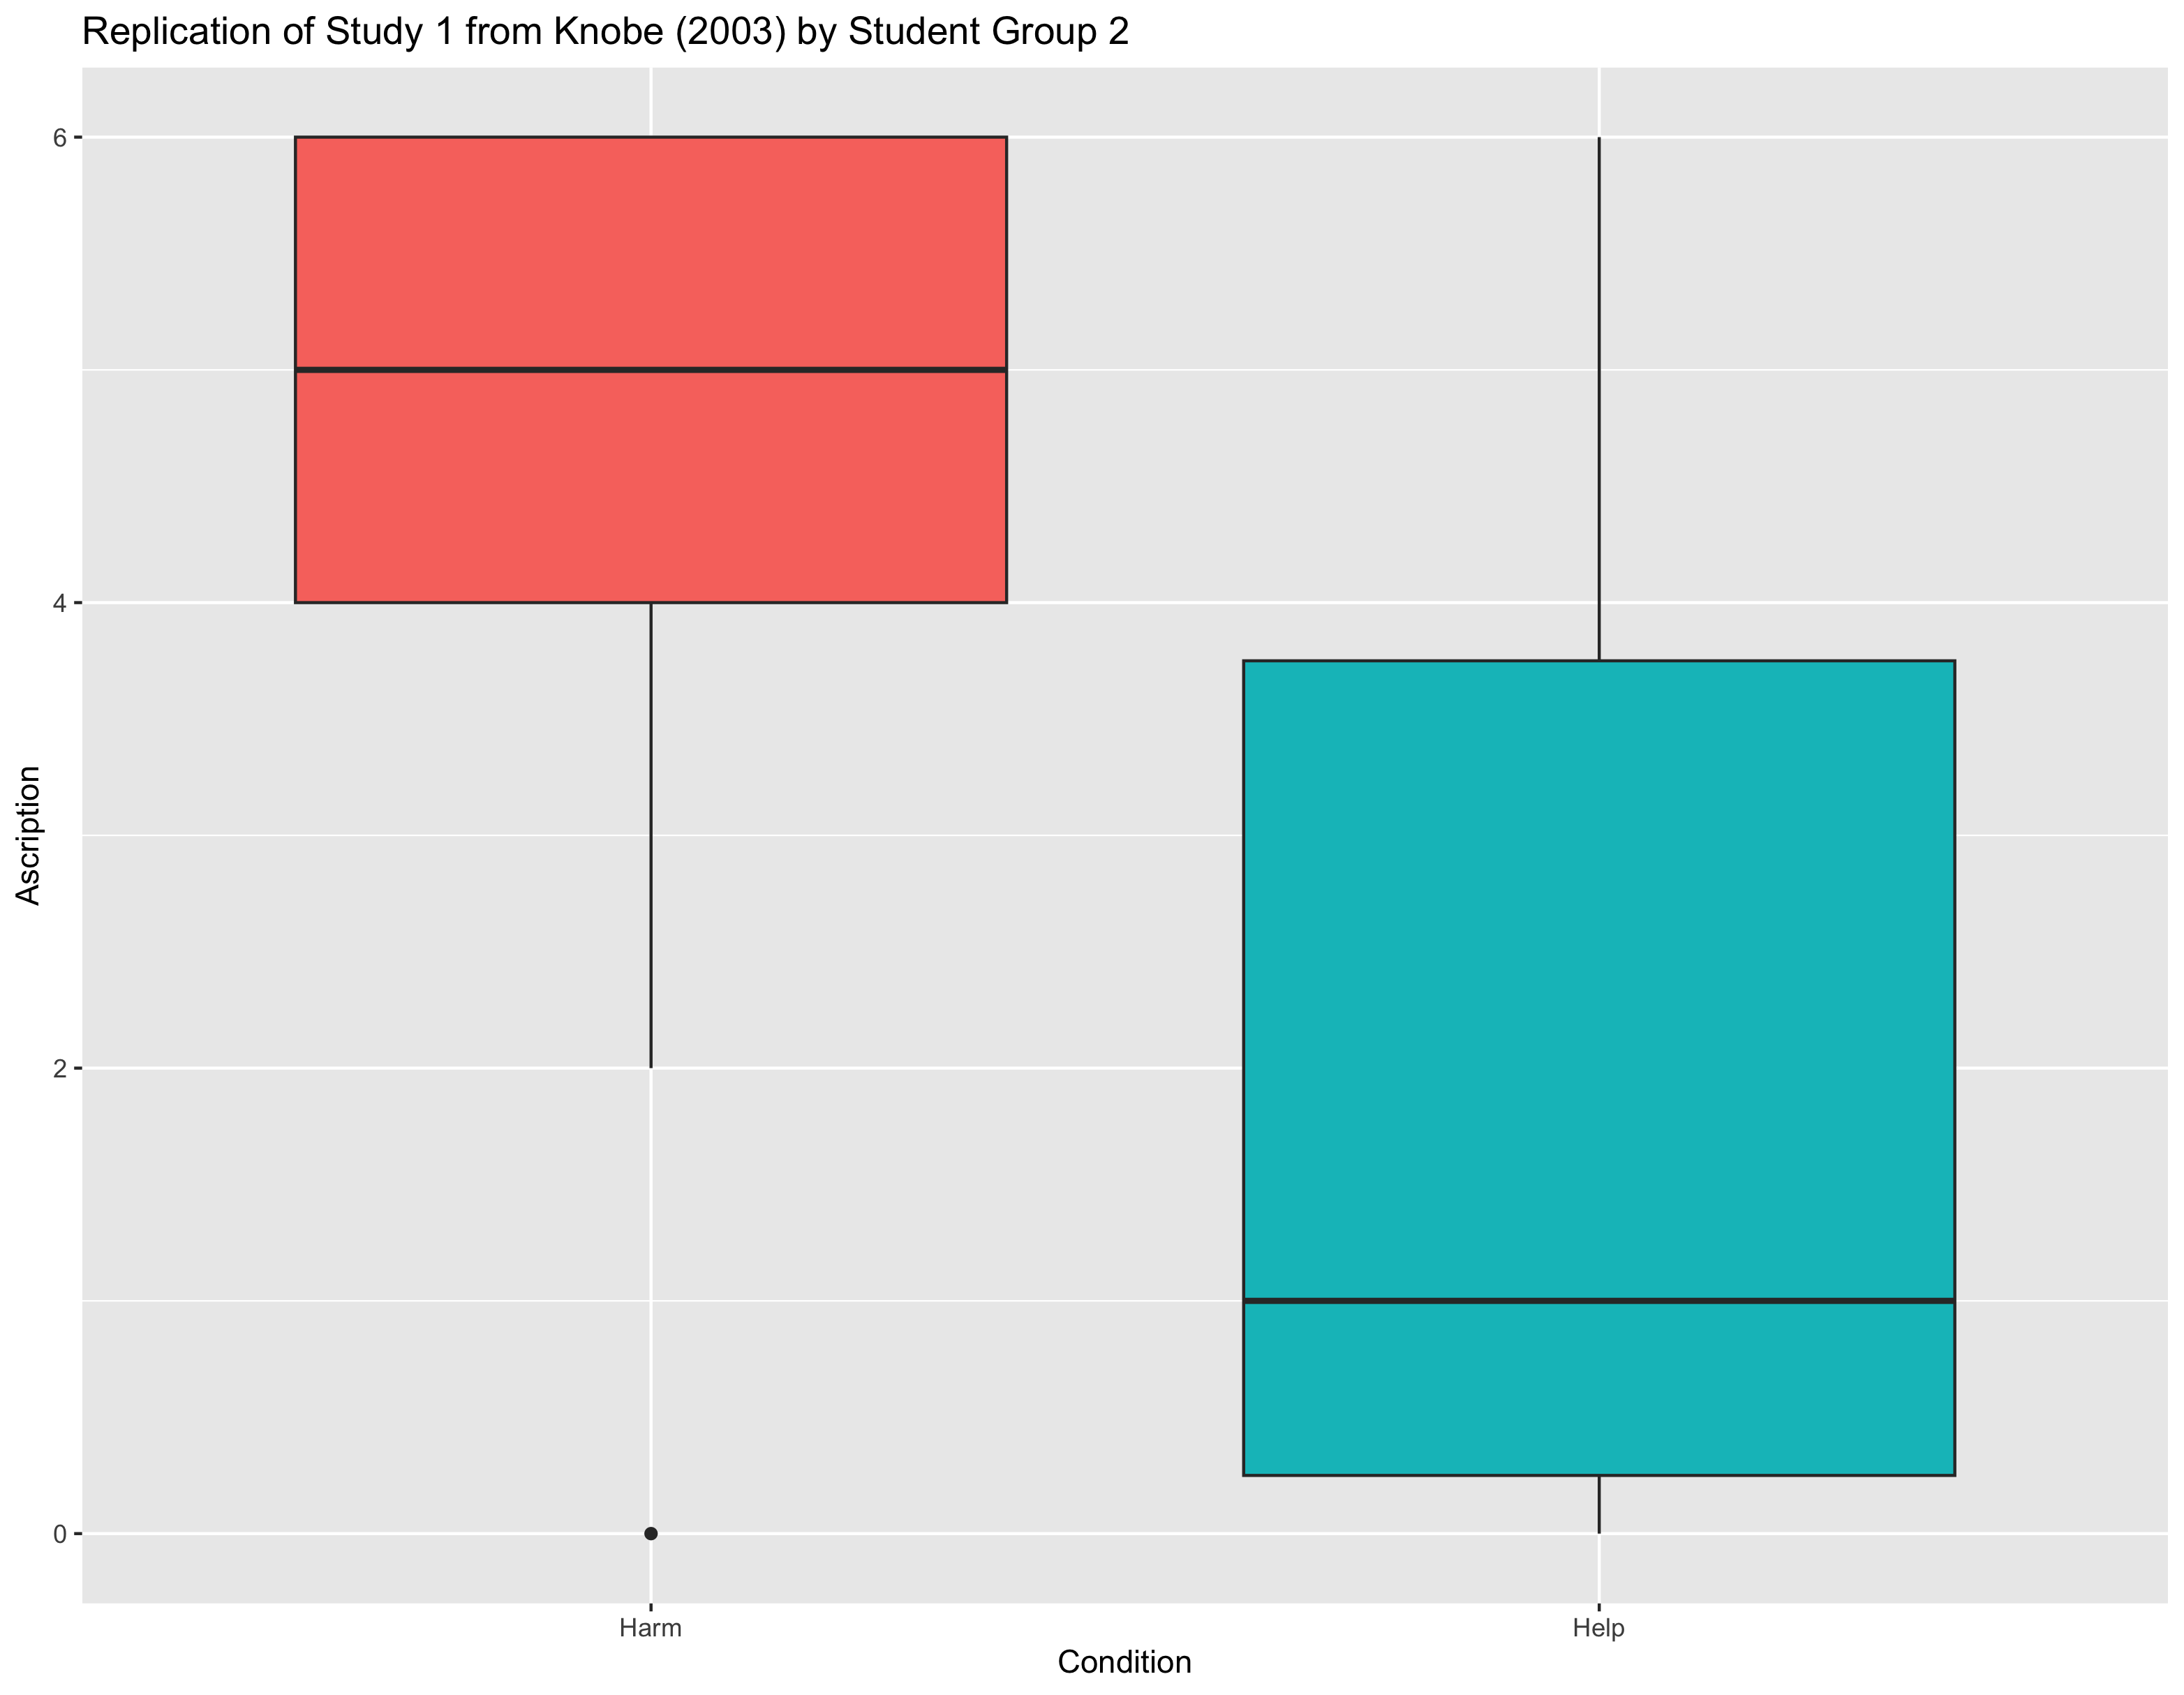 Replication of Study 1 from Knobe (2003) by Student Group 2
6
4
2
0
Ascription
Harm
Help
Condition